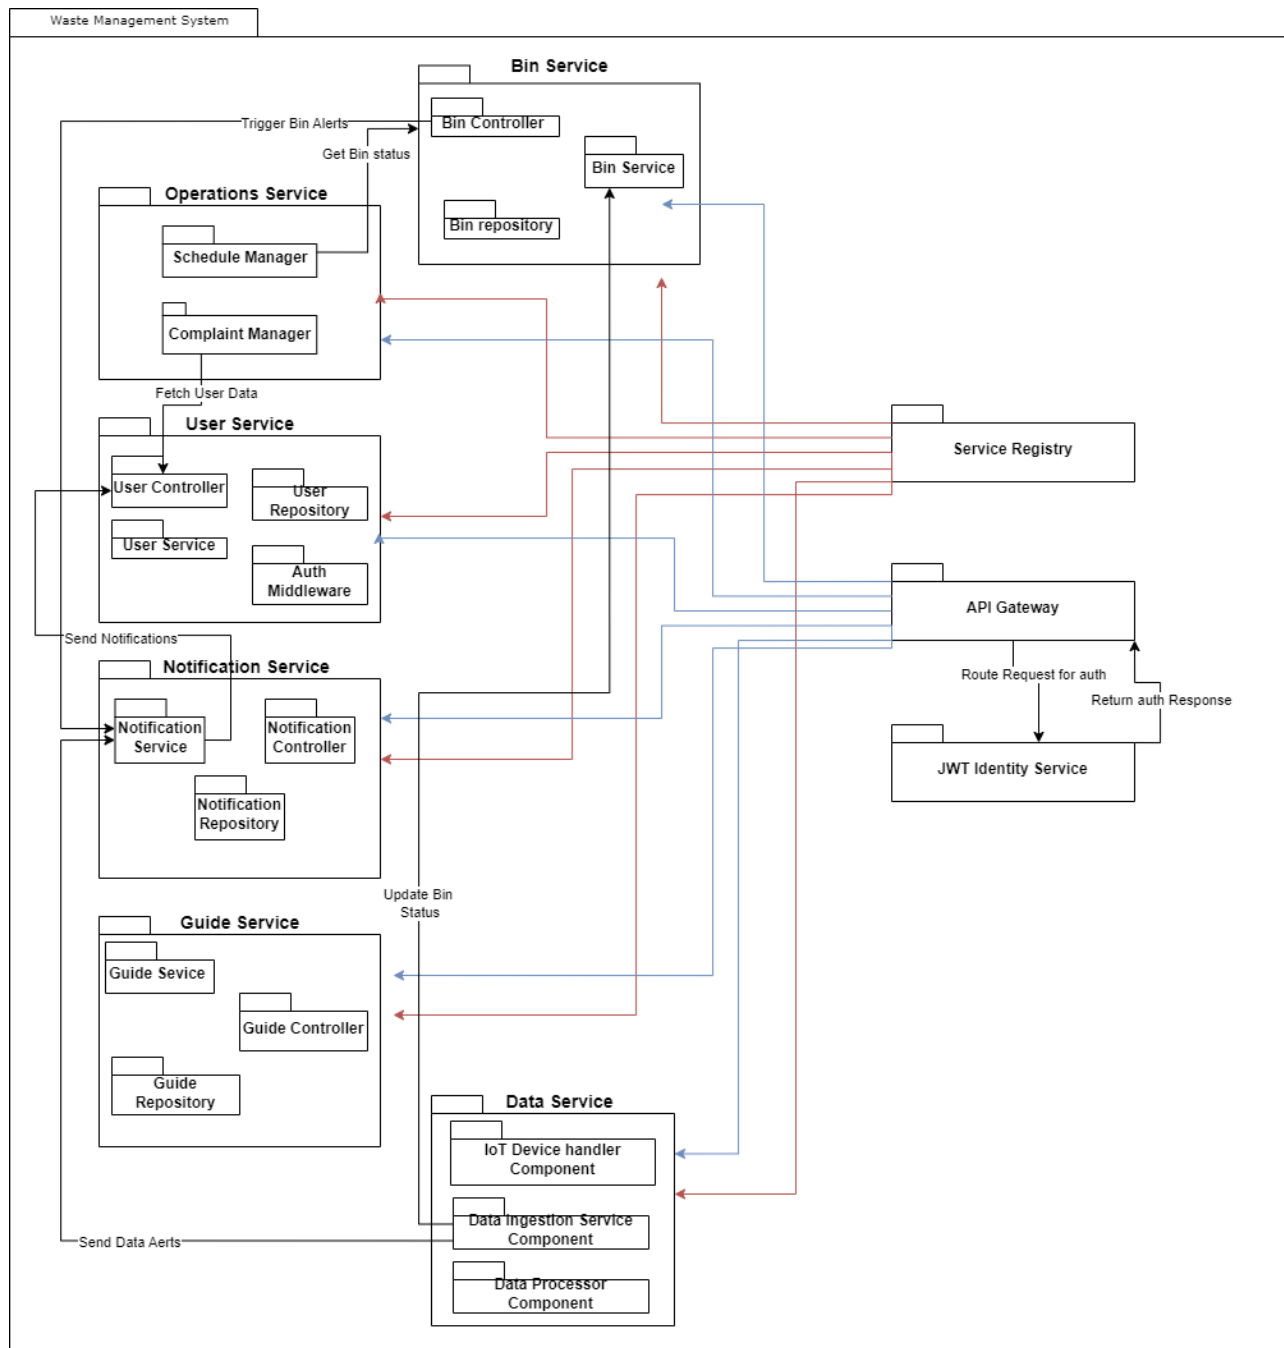 Waste Management System
Bin Service
Trigger Bin Alerts
Bin Controller
Get Bin status
Bin Service
Operations Service
Bin repository
Schedule Manager
Complaint Manager
Fetch User Data
User Service
Service Registry
User Controller
User
Repository
User Service
Auth
Middleware
API Gateway
Send Notifications
Notification Service
Route Request for auth
Return auth Response
Notification
Service
Notification
Controller
JWT Identity Service
Notification
Repository
Update Bin
Status
Guide Service
Guide Sevice
Guide Controller
Guide
Repository
Data Service
IoT Device handler
Component
Data Ingestion Service
Component
Send Data Aerts
Data Processor
Component